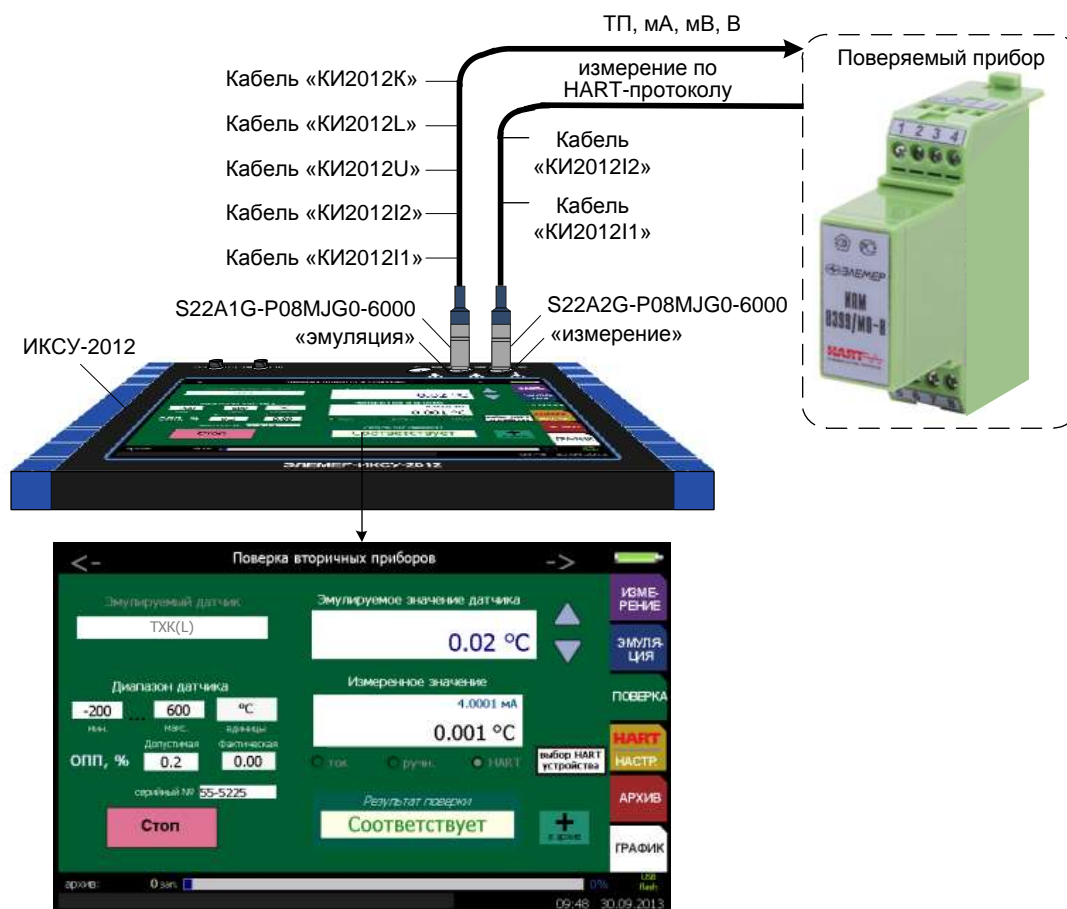 ТП, мА, мВ, В
измерение по
HART-протоколу
Поверяемый прибор
Кабель «КИ2012К»
Кабель «КИ2012L»
Кабель «КИ2012U»
Кабель «КИ2012I2»
Кабель «КИ2012I1»
Кабель
«КИ2012I2»
Кабель
«КИ2012I1»
1 2 3 4
ЭЛЕМЕР
HART
S22A1G-P08MJG0-6000
«эмуляция»
S22A2G-P08MJG0-6000
«измерение»
ИКСУ-2012
Стоп
Соответствует
ЭЛЕМЕР-ИКСУ-2012
<- Поверка вторичных приборов ->
Эмулируемый датчик
ТХК(L)
Эмулируемое значение датчика
0.02 °C
Диапазон датчика
-200 ... 600 °C
мин. макс. единицы
Измеренное значение
4.0001 мА
0.001 °C
Допустимая Фактическая
ОПП, % 0.2 0.00
ток ручн. HART
выбор HART
устройства
серийный № 55-5225
Стоп
Результат поверки
Соответствует
+
в архив
ИЗМЕ-
РЕНИЕ
ЭМУЛЯ-
ЦИЯ
ПОВЕРКА
HART
НАСТР.
АРХИВ
ГРАФИК
архив: 0 зап. 0%
USB
flash
09:48 30.09.2013